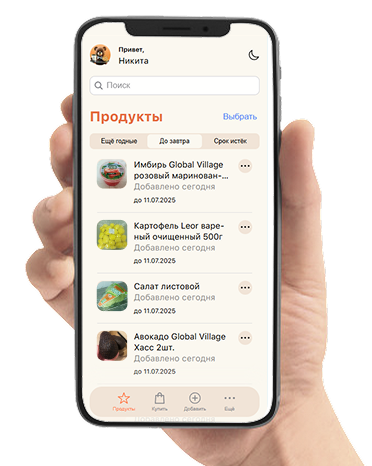 Привет,
Никита
Поиск
Продукты
Выбрать
Ещё годные
До завтра
Срок истёк
Имбирь Global Village
розовый маринован-...
Добавлено сегодня
до 11.07.2025
Картофель Leor варе-
ный очищенный 500г
Добавлено сегодня
до 11.07.2025
Салат листовой
Добавлено сегодня
до 11.07.2025
Авокадо Global Village
Хасс 2шт.
Добавлено сегодня
до 11.07.2025
Продукты
Купить
Добавить
Ещё